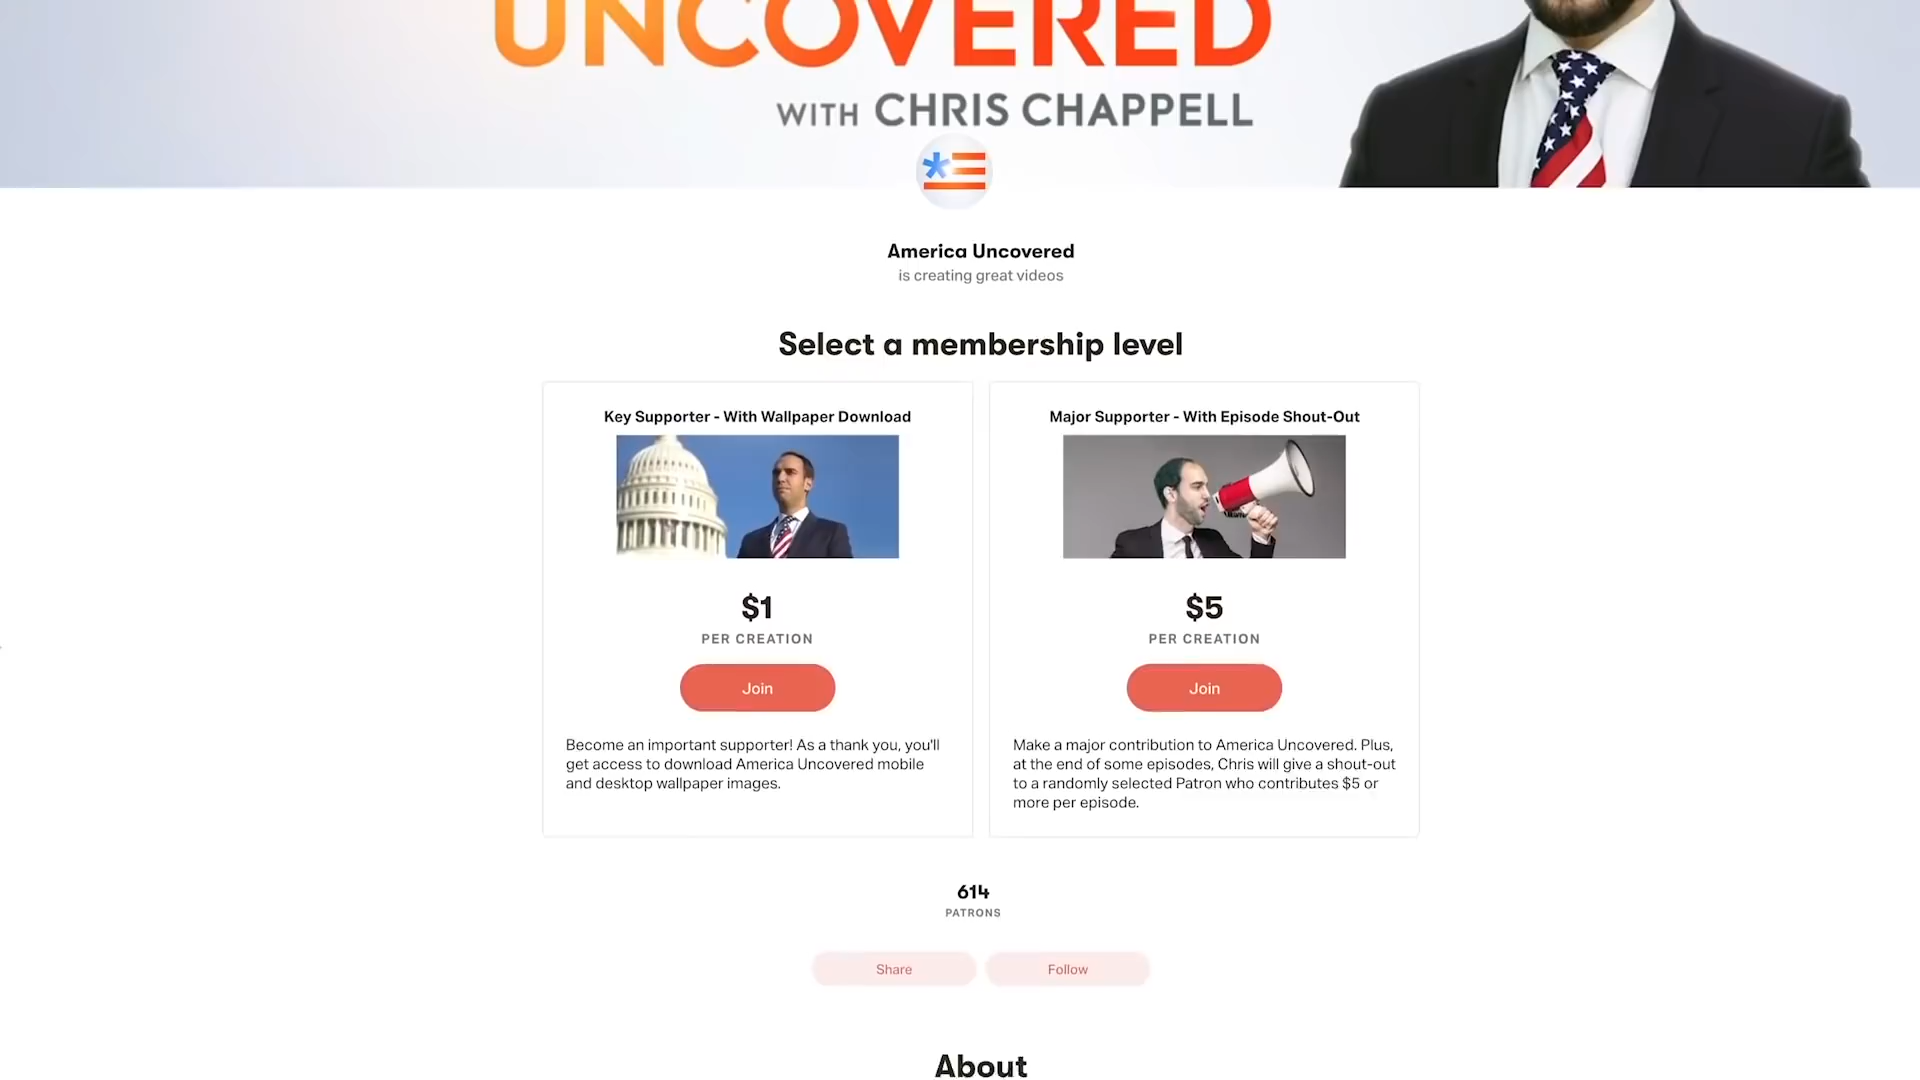 UNCOVERED
WITH CHRIS CHAPPELL
America Uncovered
is creating great videos
Select a membership level
Key Supporter - With Wallpaper Download
$1
PER CREATION
Join
Become an important supporter! As a thank you, you'll
get access to download America Uncovered mobile
and desktop wallpaper images.
Major Supporter - With Episode Shout-Out
$5
PER CREATION
Join
Make a major contribution to America Uncovered. Plus,
at the end of some episodes, Chris will give a shout-out
to a randomly selected Patron who contributes $5 or
more per episode.
614
PATRONS
Share
Follow
About